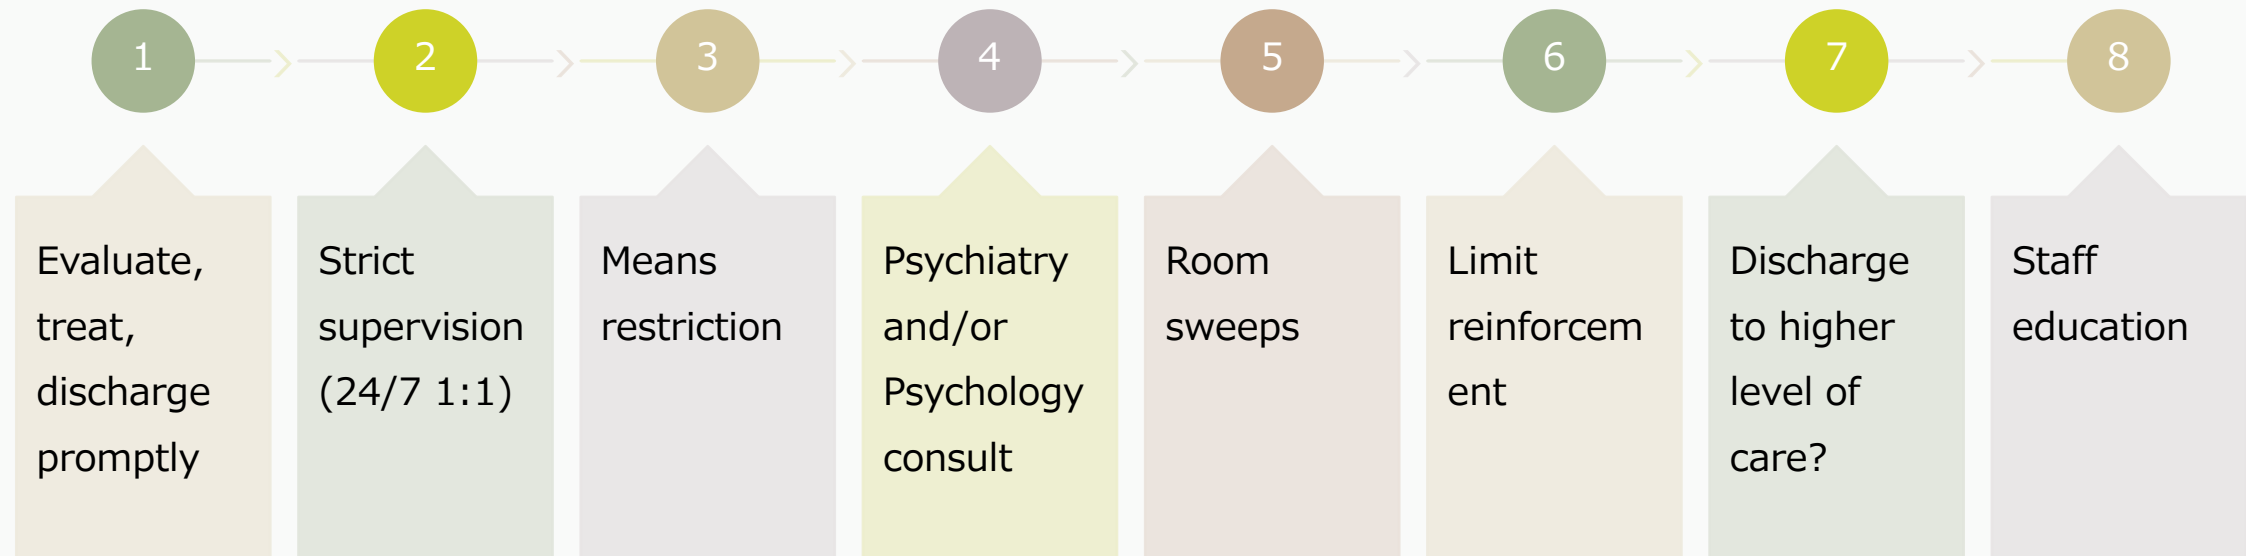 1
2
3
4
5
6
7
8
Evaluate,
treat,
discharge
promptly
Strict
supervision
(24/7 1:1)
Means
restriction
Psychiatry
and/or
Psychology
consult
Room
sweeps
Limit
reinforcem
ent
Discharge
to higher
level of
care?
Staff
education